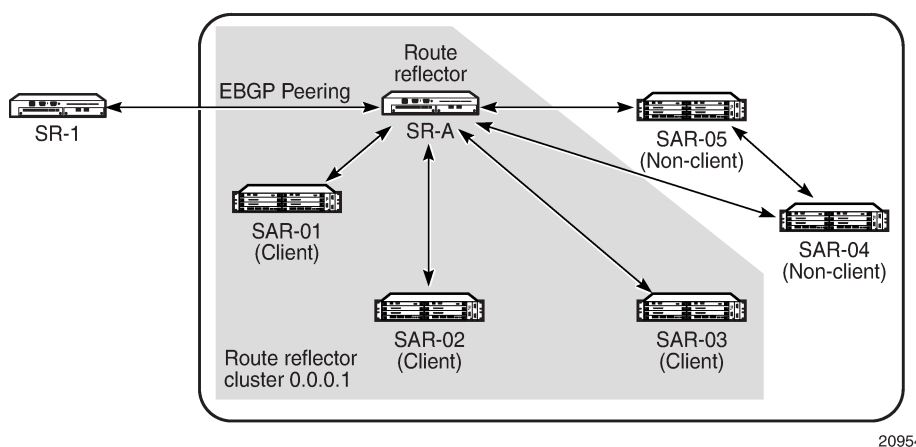 Route
reflector
EBGP Peering
SR-1
SR-A
SAR-05
(Non-client)
SAR-01
(Client)
SAR-04
(Non-client)
SAR-02
(Client)
SAR-03
(Client)
Route reflector
cluster 0.0.0.1
20954